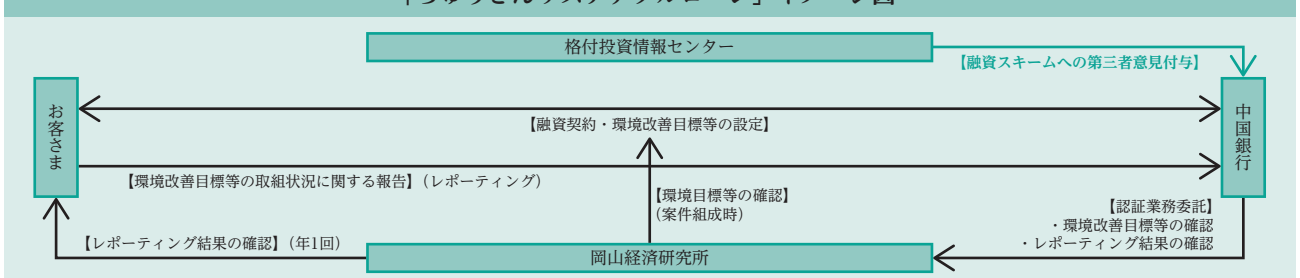 格付投資情報センター
【融資スキームへの第三者意見付与】
お客さま
中国銀行
【融資契約・環境改善目標等の設定】
【環境改善目標等の取組状況に関する報告】(レポーティング)
【環境目標等の確認】
(案件組成時)
【認証業務委託】
・環境改善目標等の確認
・レポーティング結果の確認
【レポーティング結果の確認】(年1回)
岡山経済研究所